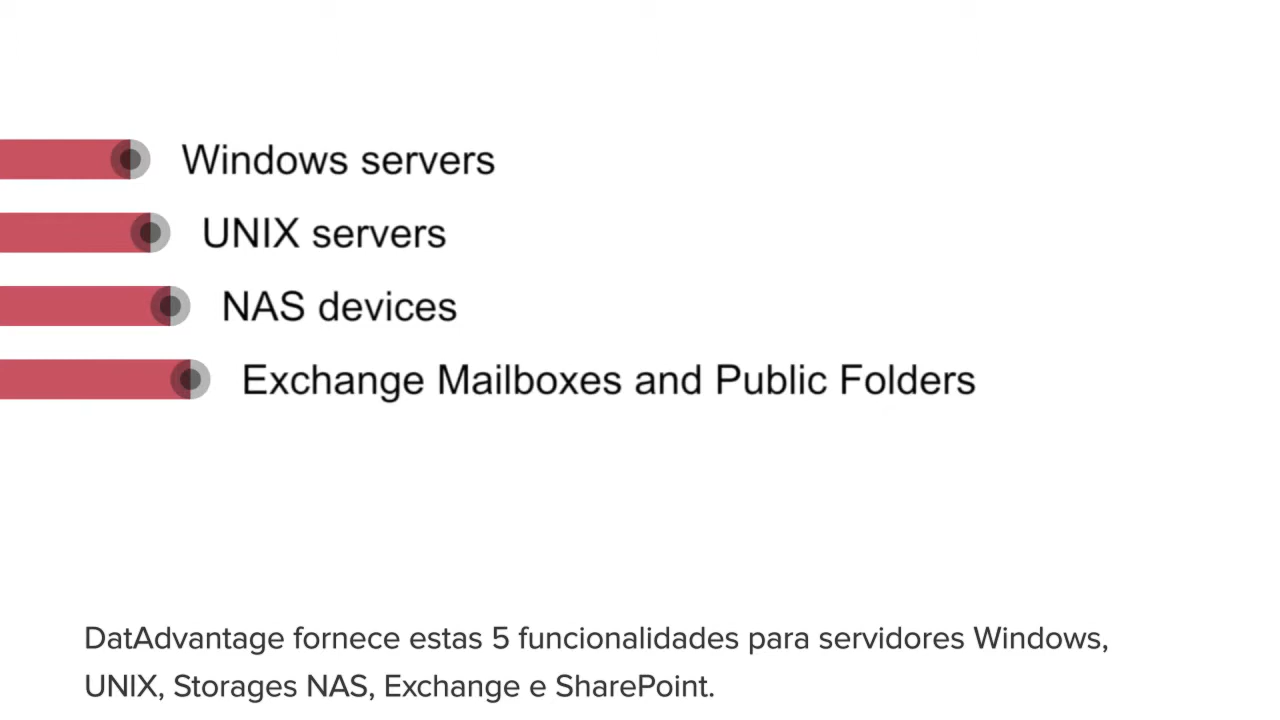 Windows servers
UNIX servers
NAS devices
Exchange Mailboxes and Public Folders
DatAdvantage fornece estas 5 funcionalidades para servidores Windows,
UNIX, Storages NAS, Exchange e SharePoint.